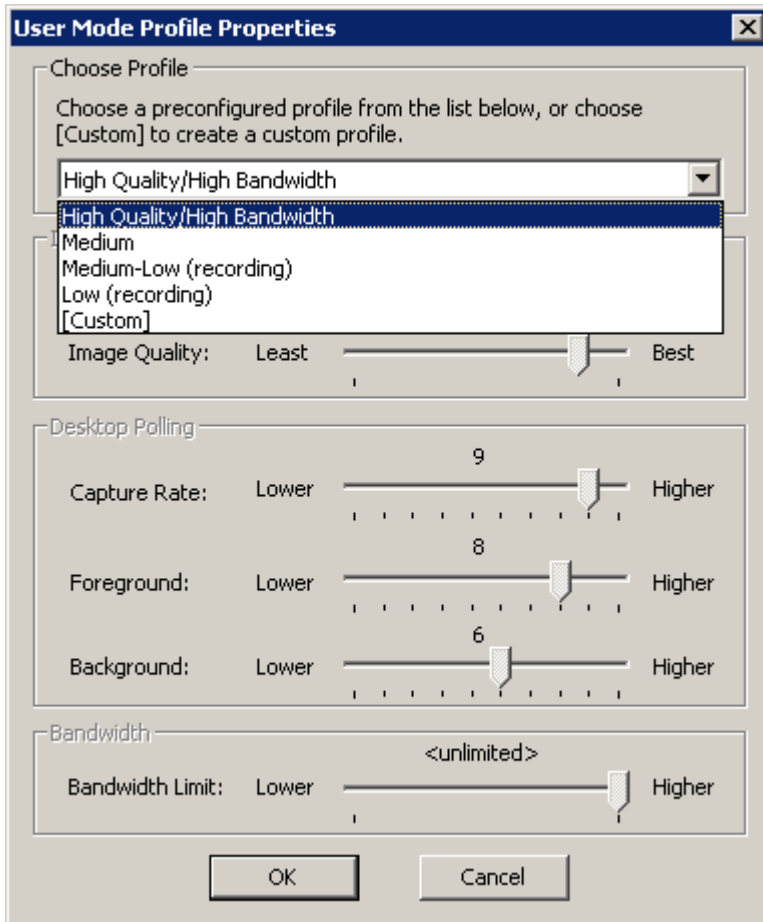 User Mode Profile Properties
Choose Profile
Choose a preconfigured profile from the list below, or choose
[Custom] to create a custom profile.
High Quality/High Bandwidth
High Quality/High Bandwidth
Medium
Medium-Low (recording)
Low (recording)
[Custom]
Image Quality: Least Best
Desktop Polling
9
Capture Rate: Lower Higher
8
Foreground: Lower Higher
6
Background: Lower Higher
Bandwidth
<unlimited>
Bandwidth Limit: Lower Higher
OK Cancel